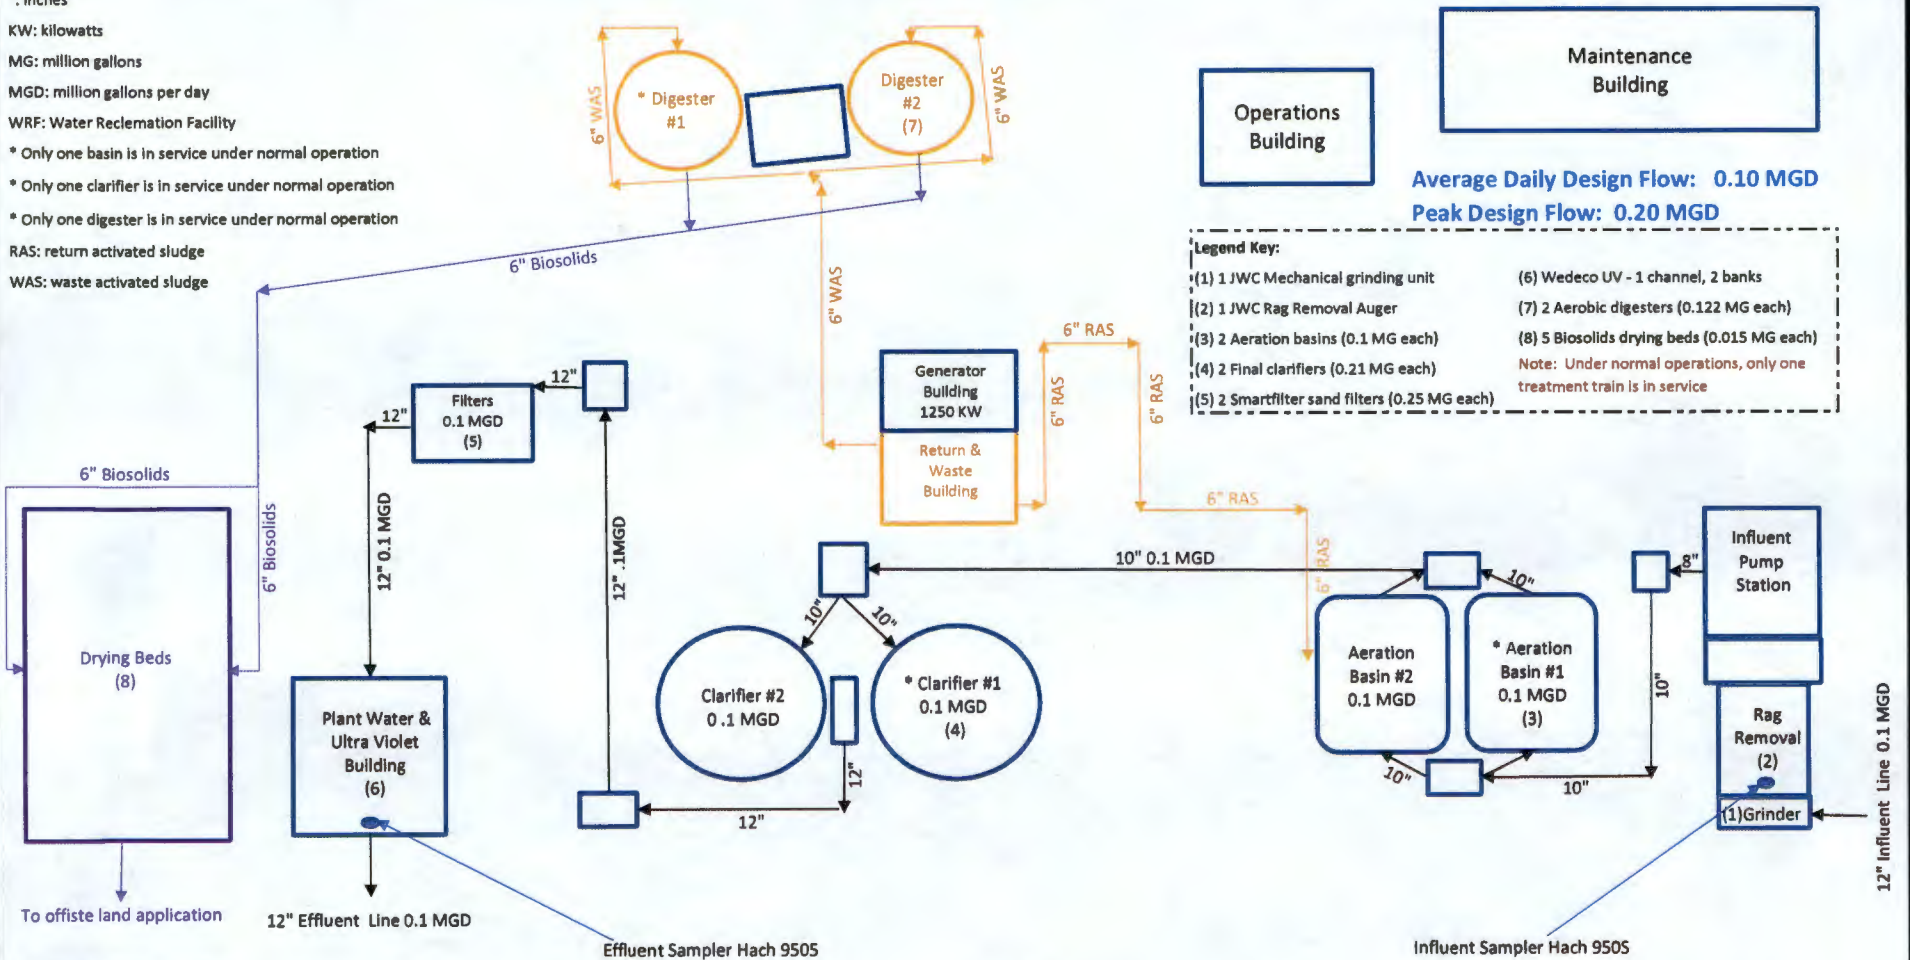 ": inches
KW: kilowatts
MG: million gallons
MGD: million gallons per day
WRF: Water Reclemation Facility
* Only one basin is in service under normal operation
* Only one clarifier is in service under normal operation
* Only one digester is in service under normal operation
RAS: return activated sludge
WAS: waste activated sludge
6" WAS
* Digester
#1
Digester
#2
(7)
6" WAS
Operations
Building
Maintenance
Building
Average Daily Design Flow: 0.10 MGD
Peak Design Flow: 0.20 MGD
Legend Key:
(1) 1 JWC Mechanical grinding unit
(2) 1 JWC Rag Removal Auger
(3) 2 Aeration basins (0.1 MG each)
(4) 2 Final clarifiers (0.21 MG each)
(5) 2 Smartfilter sand filters (0.25 MG each)
(6) Wedeco UV - 1 channel, 2 banks
(7) 2 Aerobic digesters (0.122 MG each)
(8) 5 Biosolids drying beds (0.015 MG each)
Note: Under normal operations, only one
treatment train is in service
6" Biosolids
6" WAS
Generator
Building
1250 KW
Return &
Waste
Building
6" RAS
6" RAS
6" RAS
6" RAS
6" RAS
12"
Filters
0.1 MGD
(5)
12"
12" 0.1 MGD
12" .1MGD
6" Biosolids
6" Biosolids
Drying Beds
(8)
To offiste land application
Plant Water &
Ultra Violet
Building
(6)
12" Effluent Line 0.1 MGD
Effluent Sampler Hach 950S
10" 0.1 MGD
10"
10"
Clarifier #2
0 .1 MGD
* Clarifier #1
0.1 MGD
(4)
12"
12"
10"
Aeration
Basin #2
0.1 MGD
* Aeration
Basin #1
0.1 MGD
(3)
10"
10"
10"
8"
Influent
Pump
Station
Rag
Removal
(2)
(1)Grinder
12" Influent Line 0.1 MGD
Influent Sampler Hach 950S